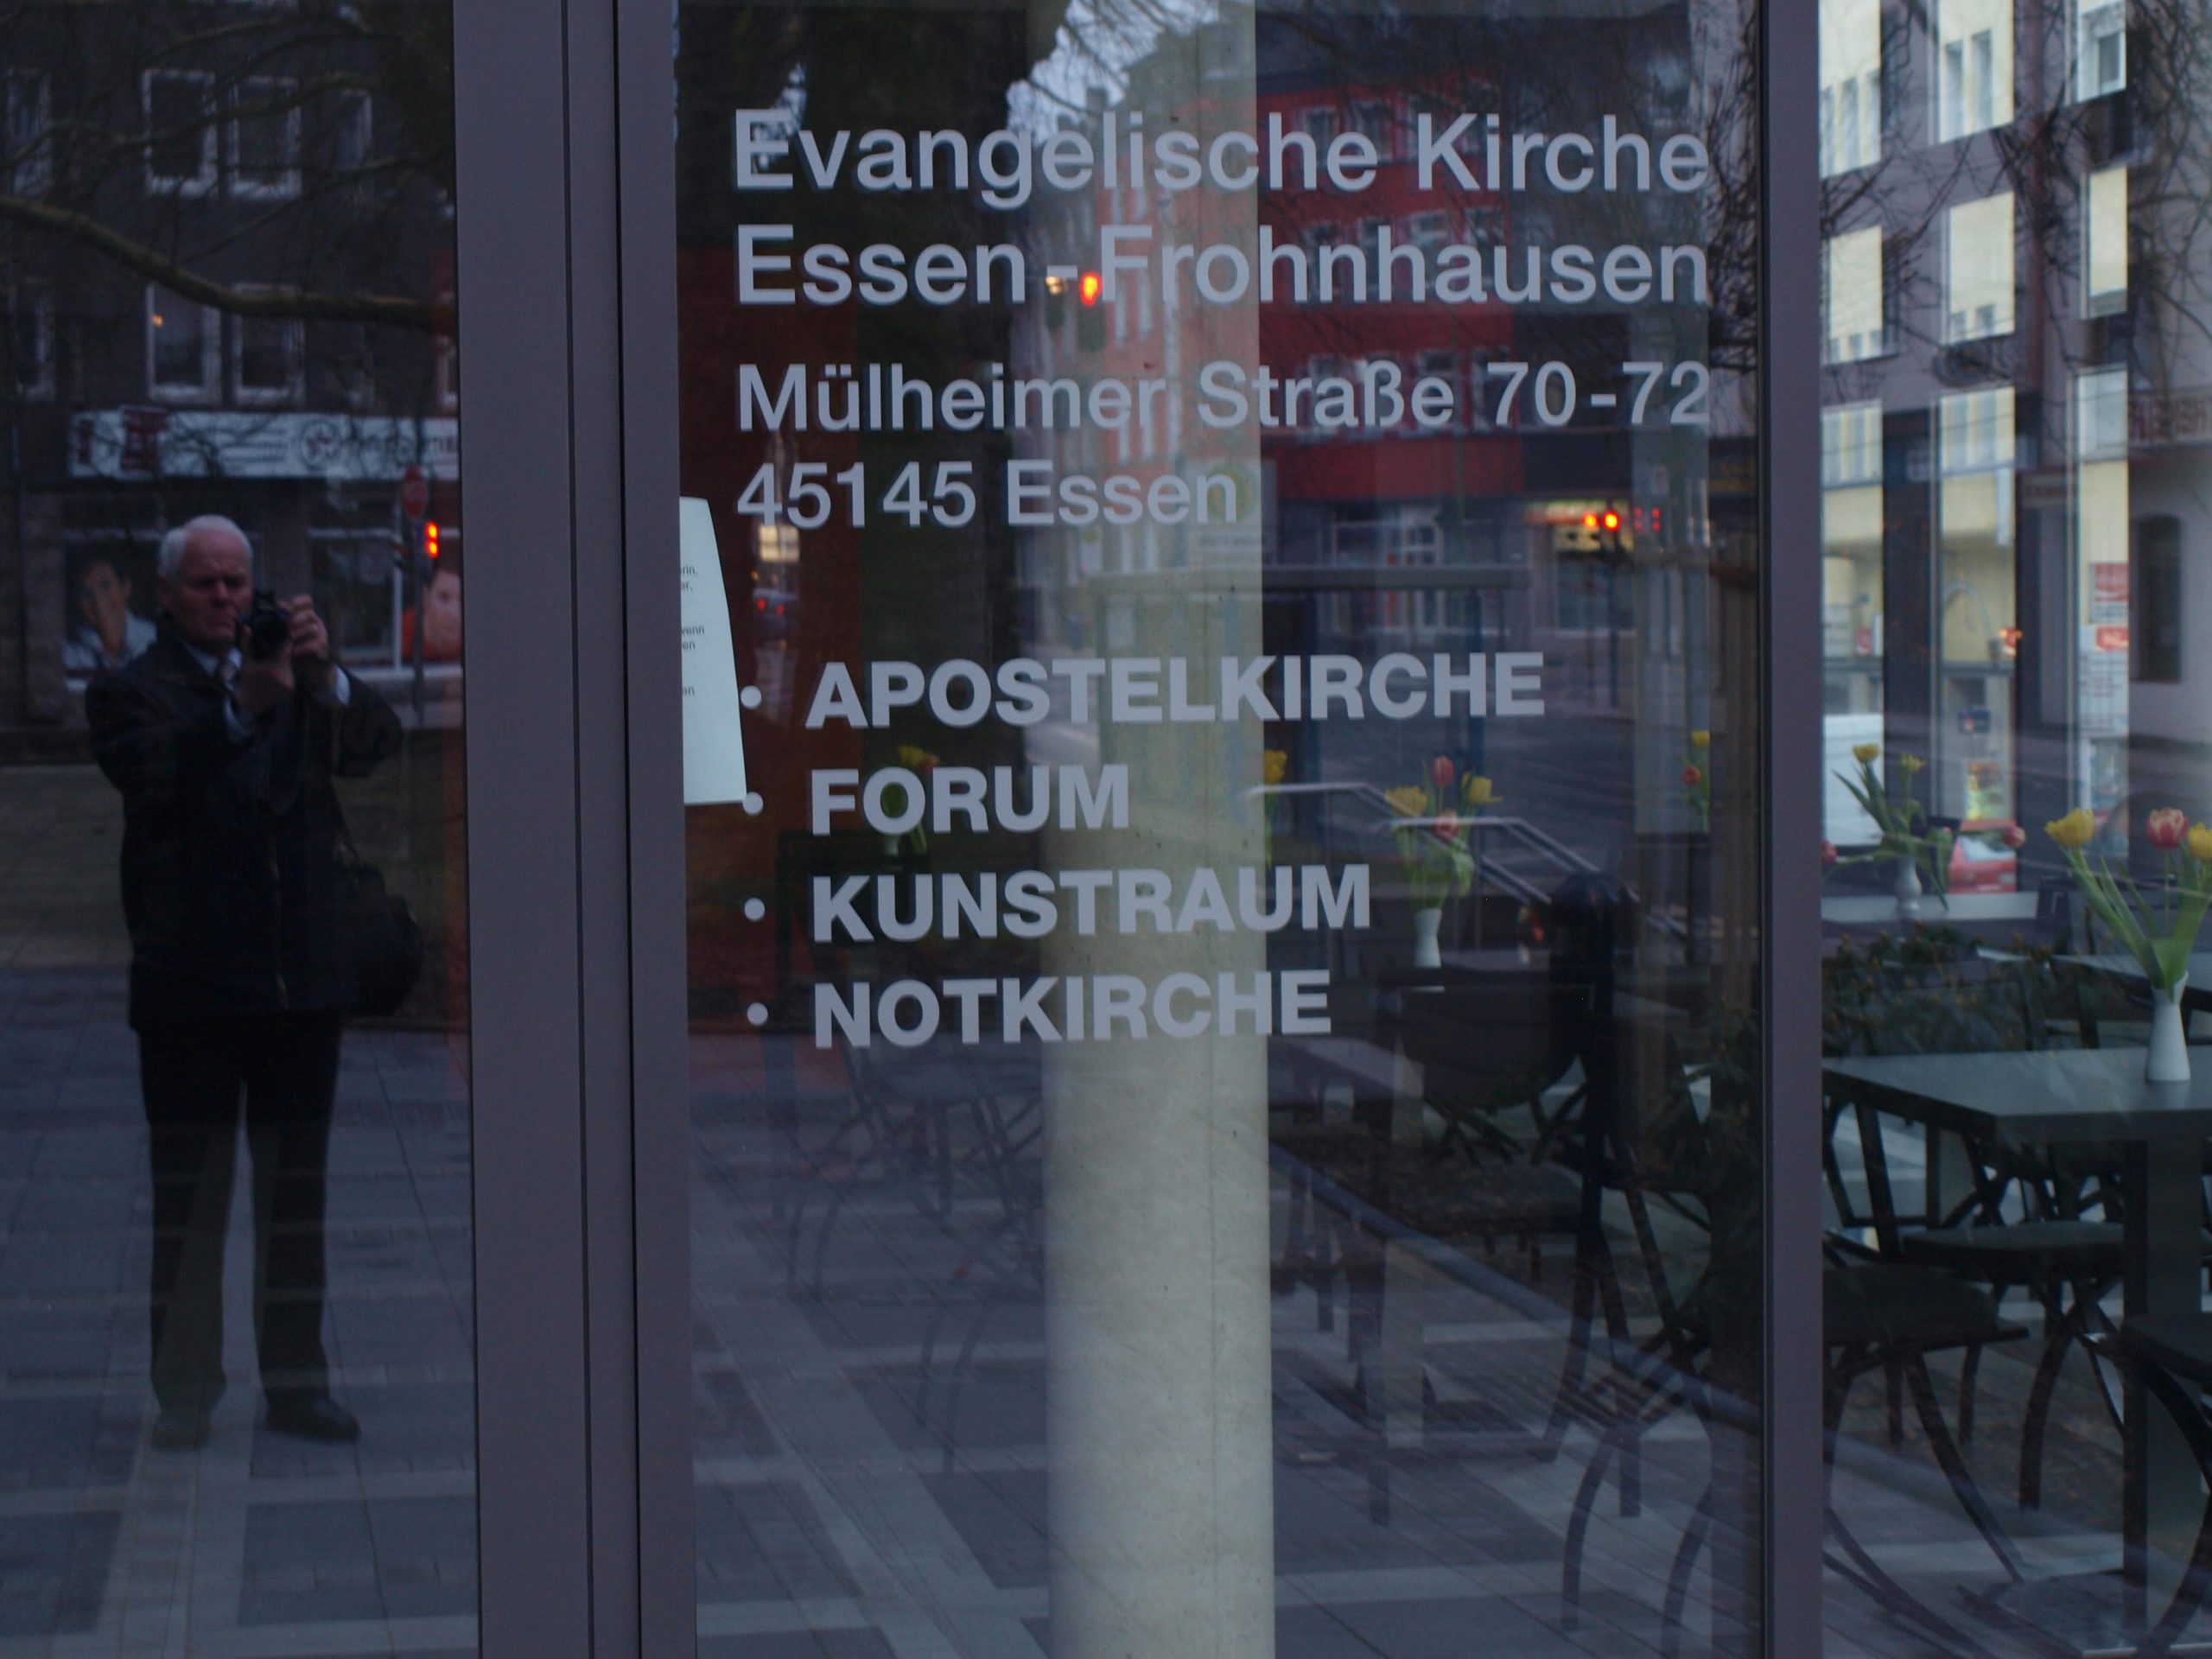 Evangelische Kirche
Essen-Frohnhausen
Mülheimer Straße 70-72
45145 Essen
• APOSTELKIRCHE
• FORUM
• KUNSTRAUM
• NOTKIRCHE